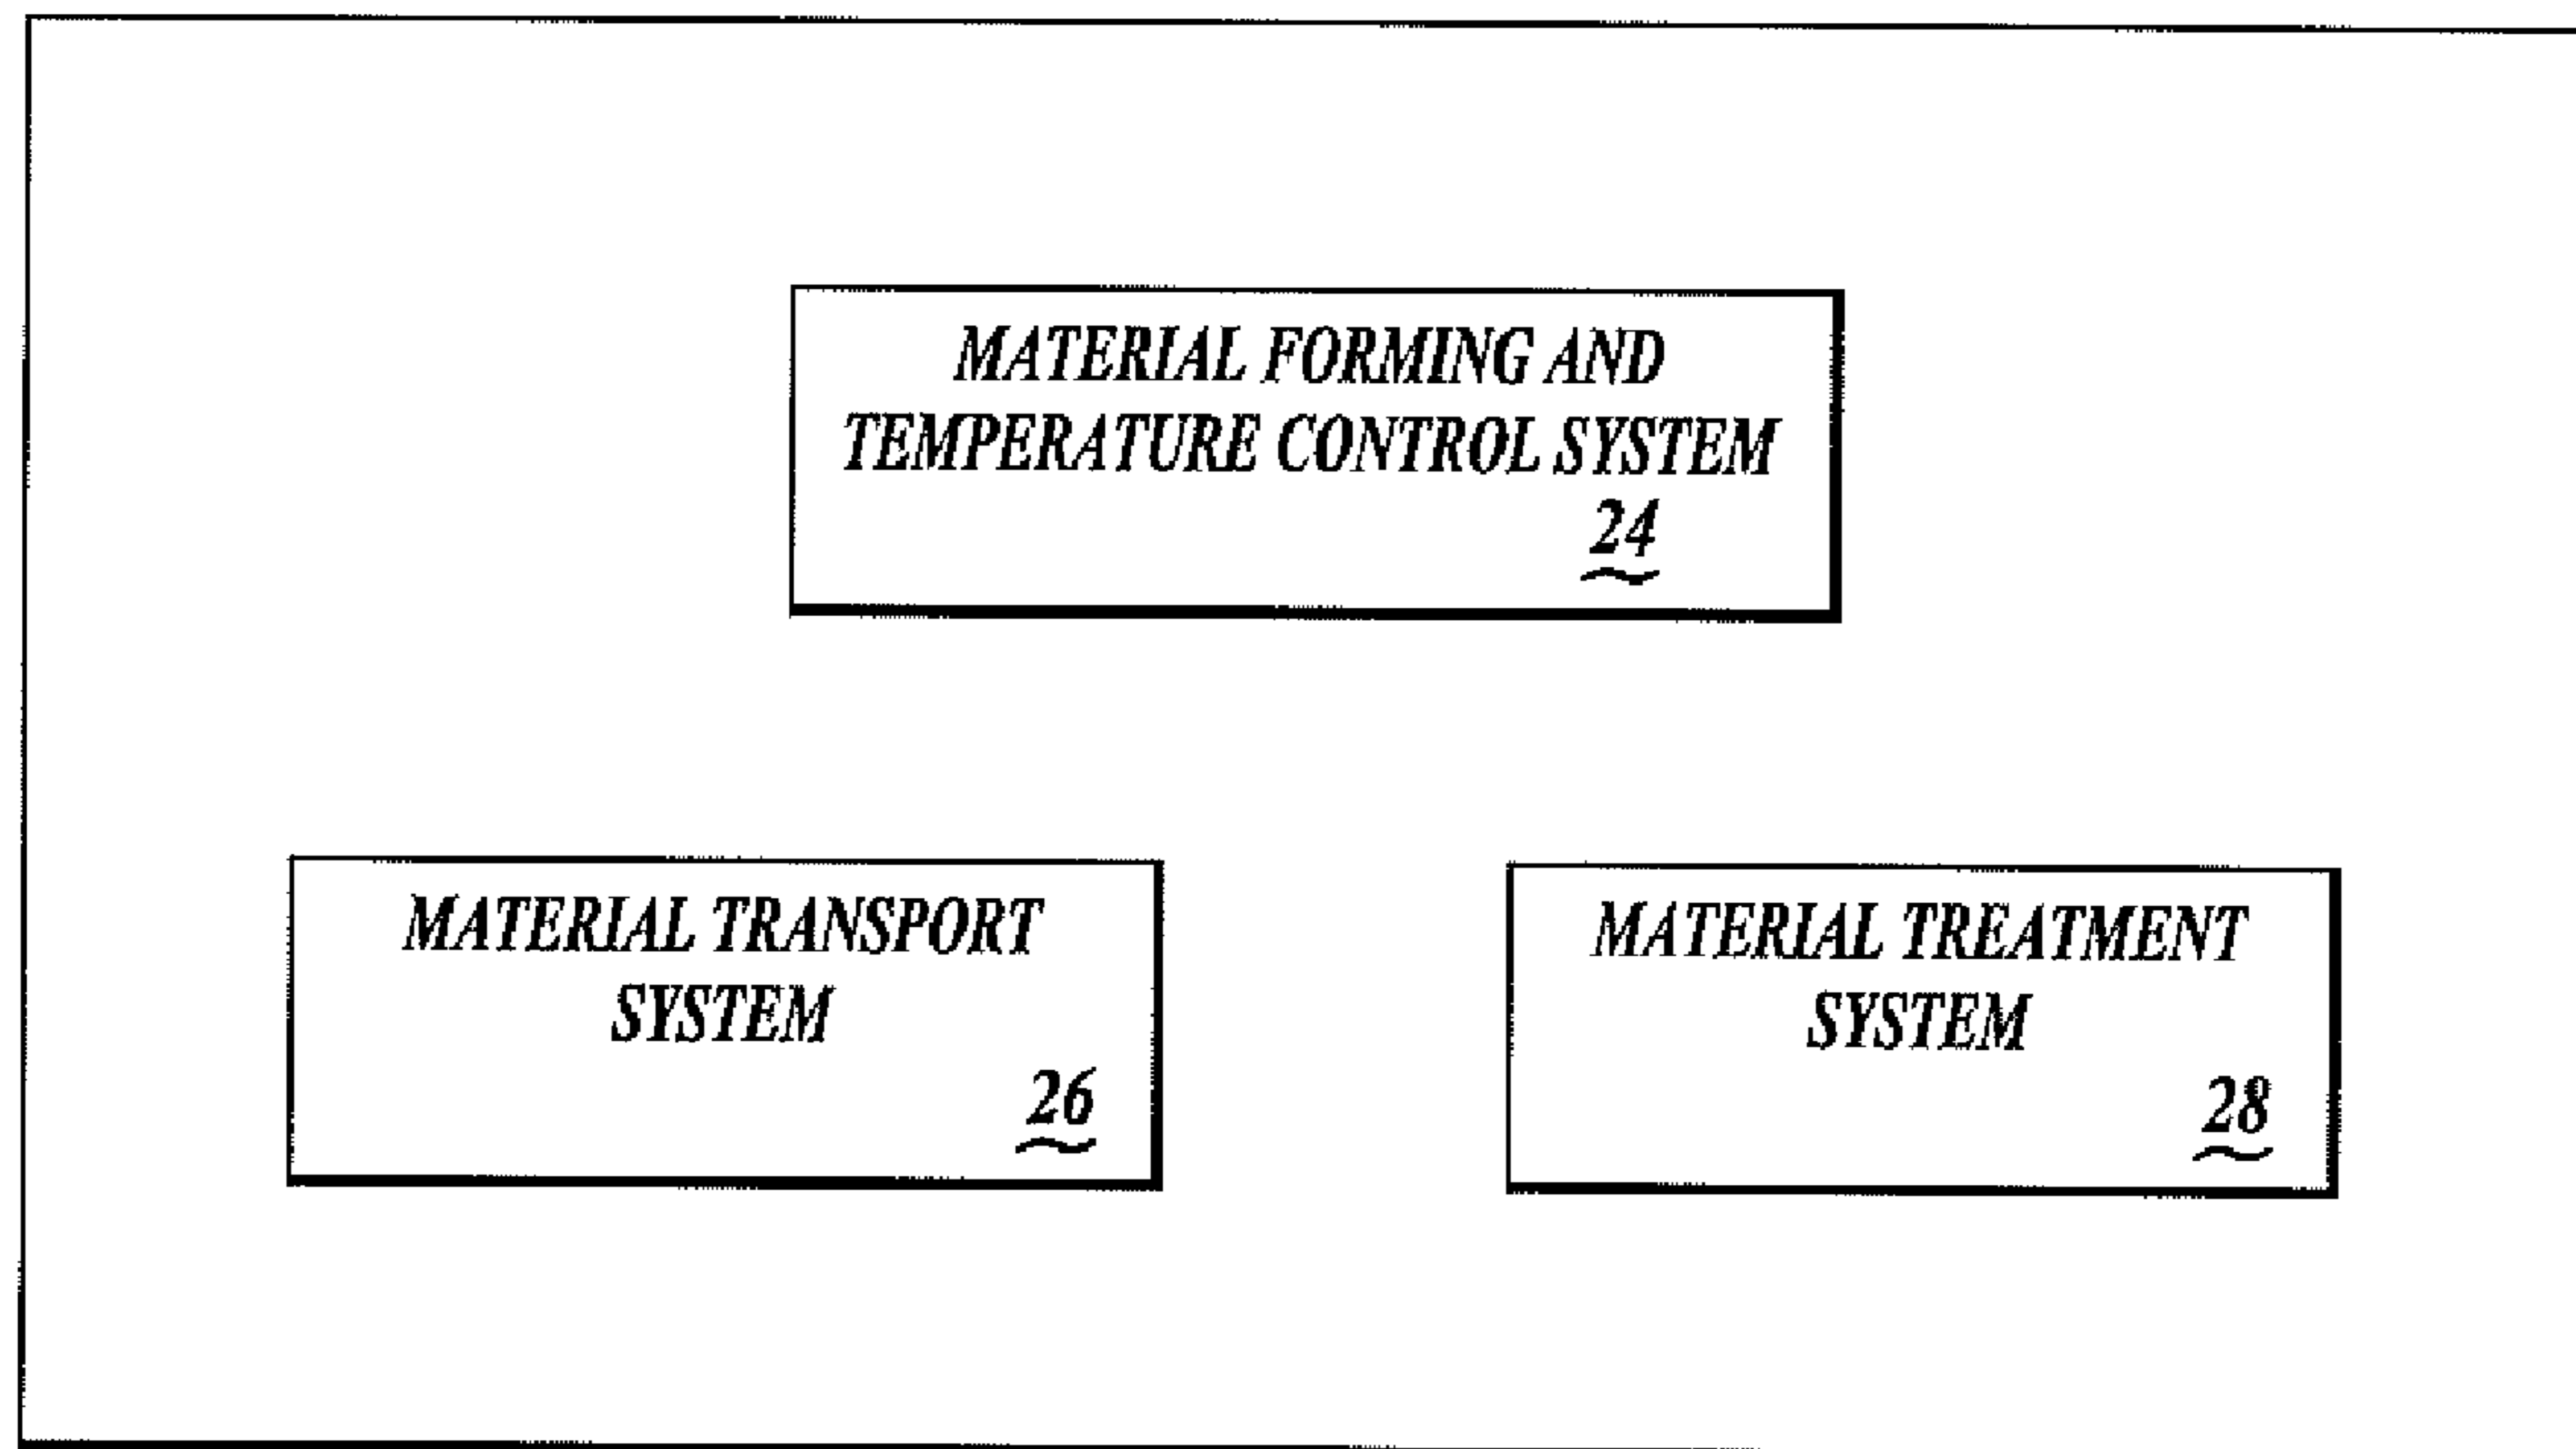 MATERIAL FORMING AND
TEMPERATURE CONTROL SYSTEM
24
MATERIAL TRANSPORT
SYSTEM
26
MATERIAL TREATMENT
SYSTEM
28